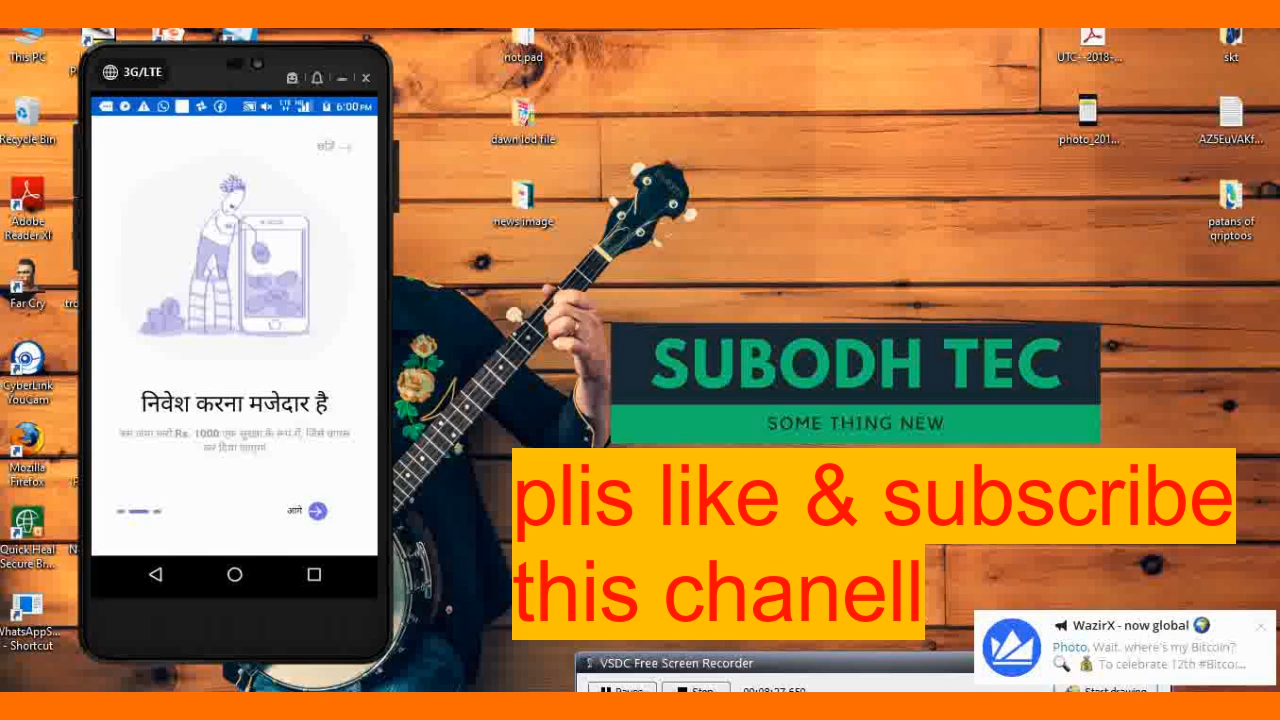 This PC
not pad
UTC--2018-...
skt
3G/LTE
6:00 PM
Recycle Bin
dawn lod file
photo_201...
AZ5EuVAKf...
Adobe
Reader XI
news image
patans of
qriptoos
Far Cry
CyberLink
YouCam
निवेश करना मजेदार है
Rs. 1000
SUBODH TEC
SOME THING NEW
Mozilla
Firefox
आगे
plis like & subscribe
this chanell
Quick Heal
Secure Br...
WhatsAppS...
- Shortcut
WazirX - now global
Photo, Wait, where's my Bitcoin?
To celebrate 12th #Bitcoi...
VSDC Free Screen Recorder
Pause
Stop
Start drawing